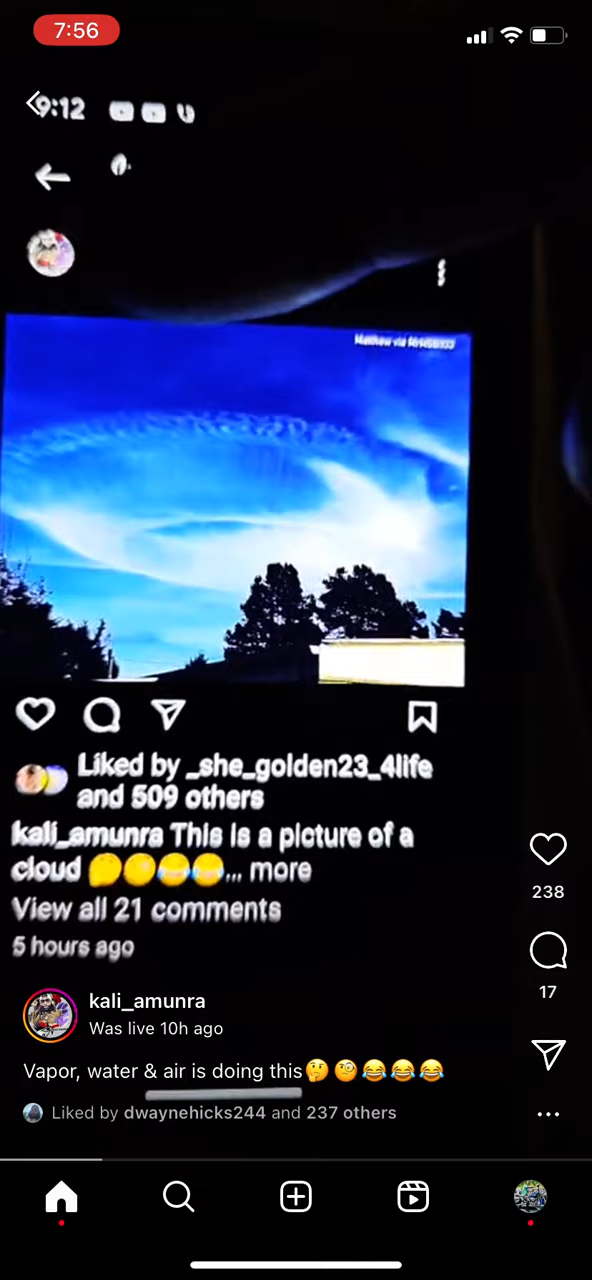 7:56
9:12
Matthew via
Liked by _she_golden23_4life
and 509 others
kali_amunra This is a picture of a
cloud 🤔🧐😂😂... more
View all 21 comments
5 hours ago
238
17
kali_amunra
Was live 10h ago
Vapor, water & air is doing this🤔🧐😂😂😂
Liked by dwaynehicks244 and 237 others